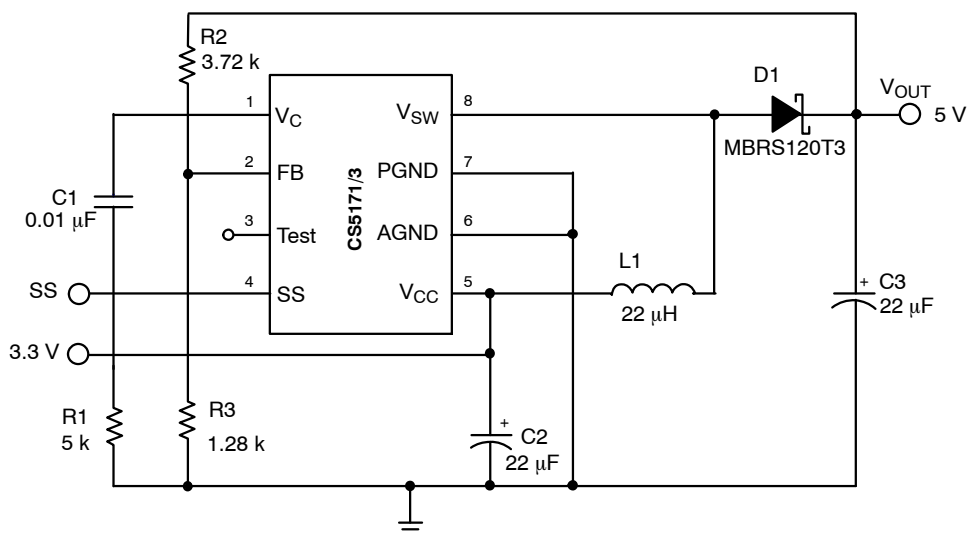 R2
3.72 k
1
V_C
2
FB
3
Test
4
SS
CS5171/3
8
V_SW
7
PGND
6
AGND
5
V_CC
D1
MBRS120T3
V_OUT
5 V
C1
0.01 µF
SS
3.3 V
L1
22 µH
+
C3
22 µF
R1
5 k
R3
1.28 k
+
C2
22 µF